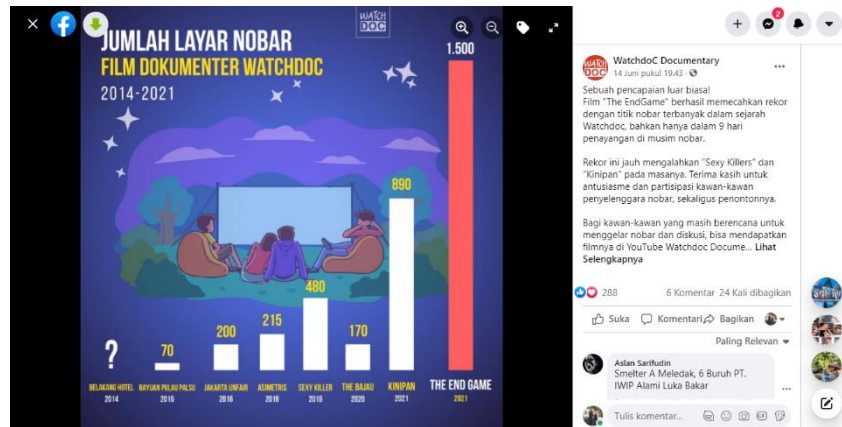 WATCH
DOC
JUMLAH LAYAR NOBAR
FILM DOKUMENTER WATCHDOC
2014-2021
1.500
890
480
215
200
170
70
?
BELAKANG HOTEL
2014
RAYUAN PULAU PALSU
2016
JAKARTA UNFAIR
2016
ASIMETRIS
2018
SEXY KILLER
2019
THE BAJAU
2020
KINIPAN
2021
THE END GAME
2021
2
WATCH
DOC
WatchdoC Documentary
14 Juni pukul 19.43 ·
Sebuah pencapaian luar biasa!
Film "The EndGame" berhasil memecahkan rekor
dengan titik nobar terbanyak dalam sejarah
Watchdoc, bahkan hanya dalam 9 hari
penayangan di musim nobar.
Rekor ini jauh mengalahkan "Sexy Killers" dan
"Kinipan" pada masanya. Terima kasih untuk
antusiasme dan partisipasi kawan-kawan
penyelenggara nobar, sekaligus penontonnya.
Bagi kawan-kawan yang masih berencana untuk
menggelar nobar dan diskusi, bisa mendapatkan
filmnya di YouTube Watchdoc Docume... Lihat
Selengkapnya
288
6 Komentar 24 Kali dibagikan
Suka Komentari Bagikan
Paling Relevan
Aslan Sarifudin
Smelter A Meledak, 6 Buruh PT.
IWIP Alami Luka Bakar
Tulis komentar...